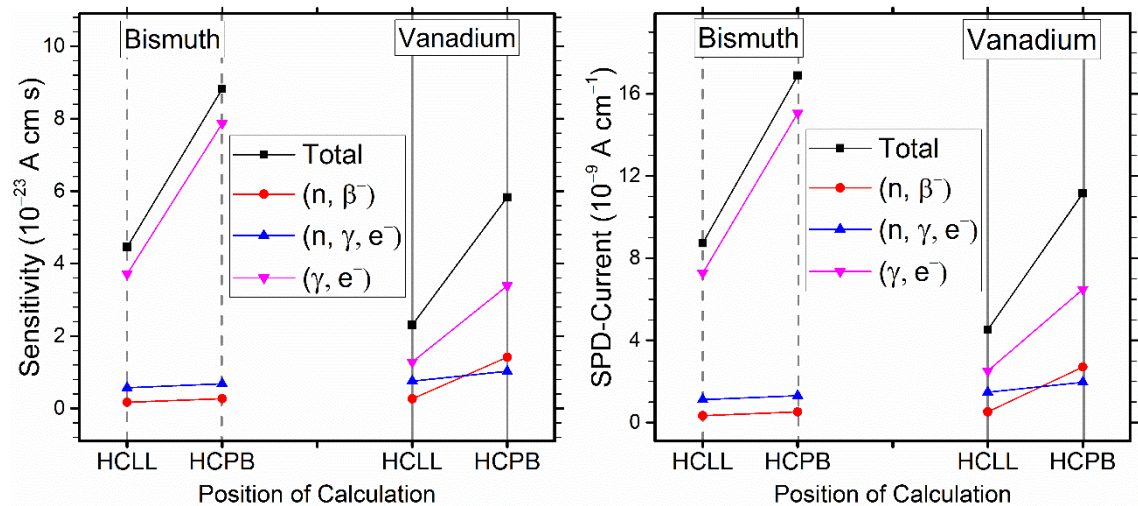 Bismuth
Vanadium
10
8
6
4
2
0
Sensitivity (10⁻²³ A cm s)
Total
(n, β⁻)
(n, γ, e⁻)
(γ, e⁻)
HCLL
HCPB
HCLL
HCPB
Position of Calculation
Bismuth
Vanadium
16
12
8
4
0
SPD-Current (10⁻⁹ A cm⁻¹)
Total
(n, β⁻)
(n, γ, e⁻)
(γ, e⁻)
HCLL
HCPB
HCLL
HCPB
Position of Calculation